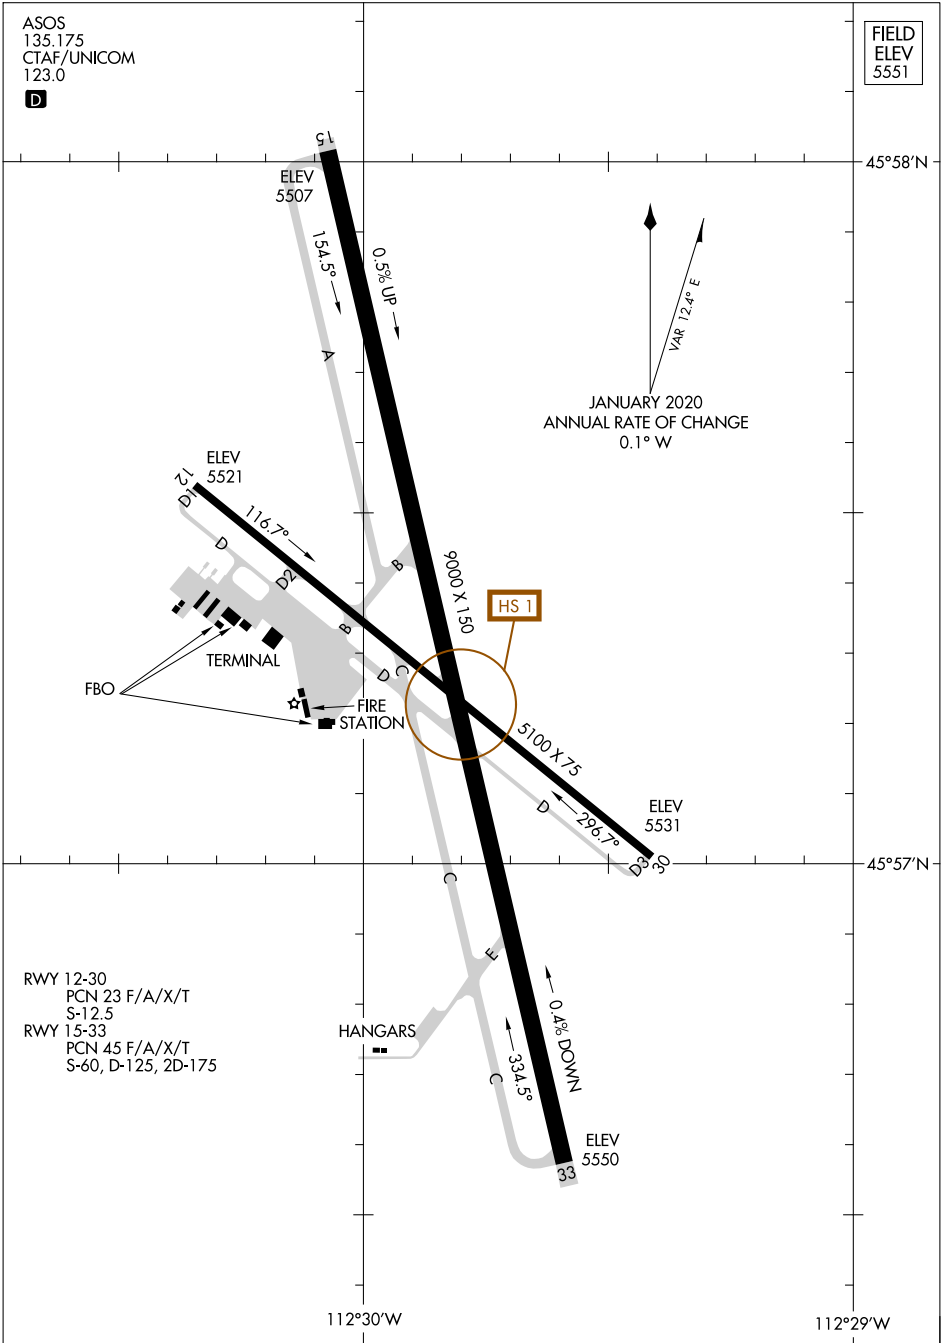 ASOS
135.175
CTAF/UNICOM
123.0
D
FIELD
ELEV
5551
15
ELEV
5507
45°58'N
154.5°
0.5% UP
A
VAR 12.4° E
JANUARY 2020
ANNUAL RATE OF CHANGE
0.1° W
ELEV
5521
12
D1
116.7°
D
D2
B
9000 X 150
HS 1
B
TERMINAL
C
D
FBO
FIRE
STATION
5100 X 75
ELEV
5531
D
296.7°
D3
30
45°57'N
C
E
RWY 12-30
PCN 23 F/A/X/T
S-12.5
RWY 15-33
PCN 45 F/A/X/T
S-60, D-125, 2D-175
HANGARS
0.4% DOWN
334.5°
C
ELEV
5550
33
112°30'W
112°29'W